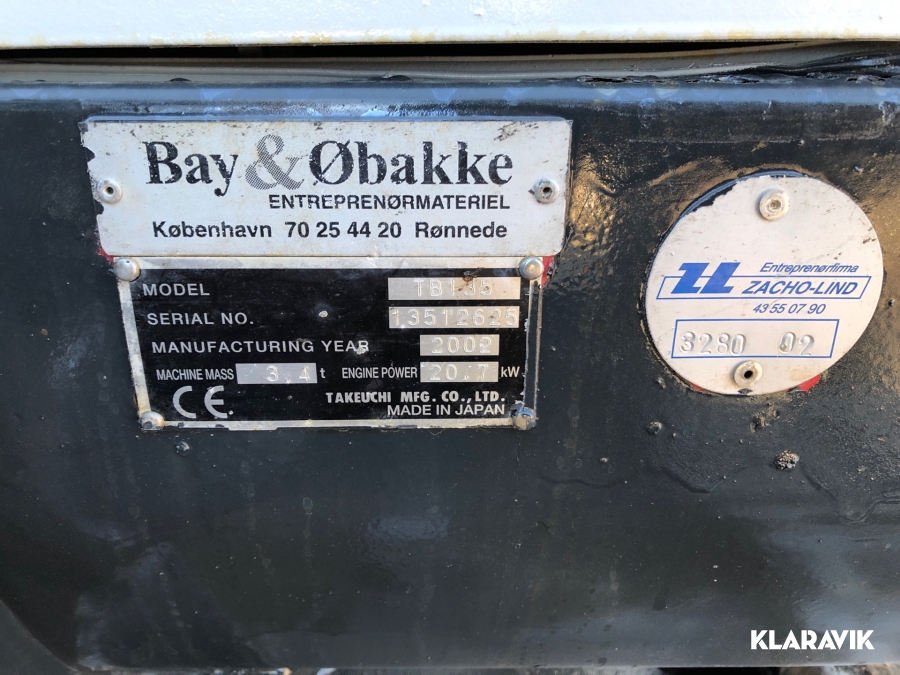 Bay & Øbakke
ENTREPRENØRMATERIEL
København 70 25 44 20 Rønnede
MODEL TB135
SERIAL NO. 13512626
MANUFACTURING YEAR 2002
MACHINE MASS 3.4 t ENGINE POWER 20.7 kW
CE
TAKEUCHI MFG. CO., LTD.
MADE IN JAPAN
ZL Entreprenørfirma
ZACHO-LIND
43 55 07 90
3280 02
KLARAVIK